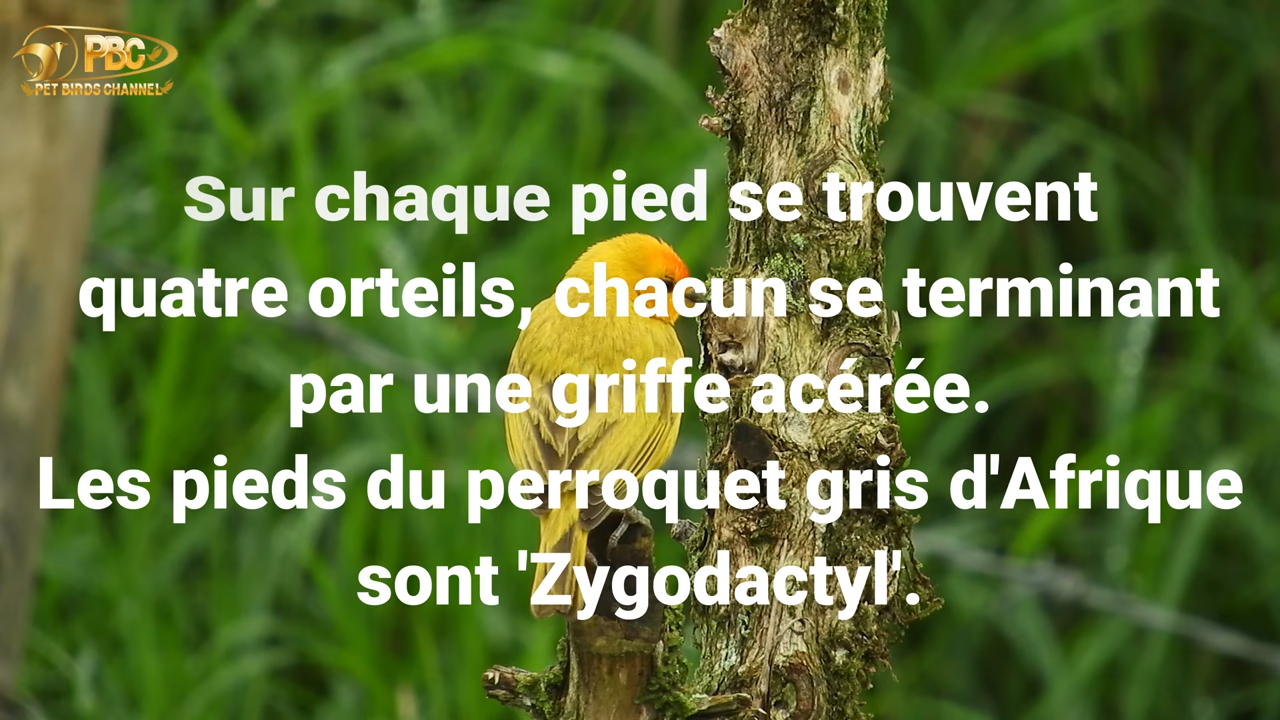 PBC
PET BIRDS CHANNEL
Sur chaque pied se trouvent
quatre orteils, chacun se terminant
par une griffe acérée.
Les pieds du perroquet gris d'Afrique
sont 'Zygodactyl'.